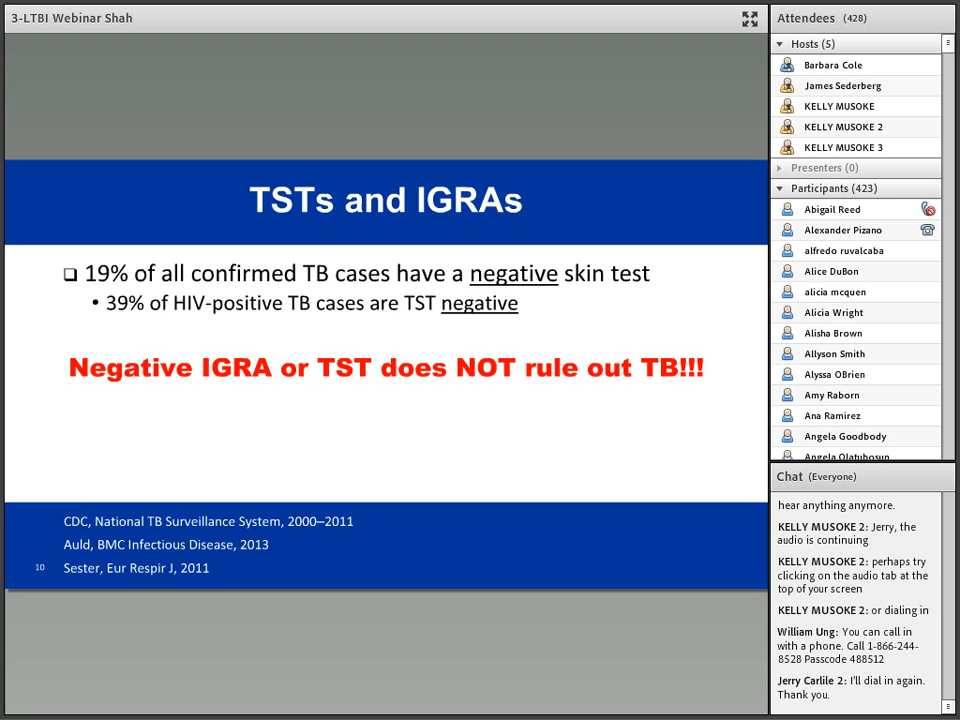 3-LTBI Webinar Shah
TSTs and IGRAs
❑ 19% of all confirmed TB cases have a negative skin test
• 39% of HIV-positive TB cases are TST negative
Negative IGRA or TST does NOT rule out TB!!!
CDC, National TB Surveillance System, 2000–2011
Auld, BMC Infectious Disease, 2013
10 Sester, Eur Respir J, 2011
Attendees (428)
Hosts (5)
Barbara Cole
James Sederberg
KELLY MUSOKE
KELLY MUSOKE 2
KELLY MUSOKE 3
Presenters (0)
Participants (423)
Abigail Reed
Alexander Pizano
alfredo ruvalcaba
Alice DuBon
alicia mcquen
Alicia Wright
Alisha Brown
Allyson Smith
Alyssa OBrien
Amy Raborn
Ana Ramirez
Angela Goodbody
Angela Olatubosun
Chat (Everyone)
hear anything anymore.
KELLY MUSOKE 2: Jerry, the
audio is continuing
KELLY MUSOKE 2: perhaps try
clicking on the audio tab at the
top of your screen
KELLY MUSOKE 2: or dialing in
William Ung: You can call in
with a phone. Call 1-866-244-
8528 Passcode 488512
Jerry Carlile 2: I'll dial in again.
Thank you.